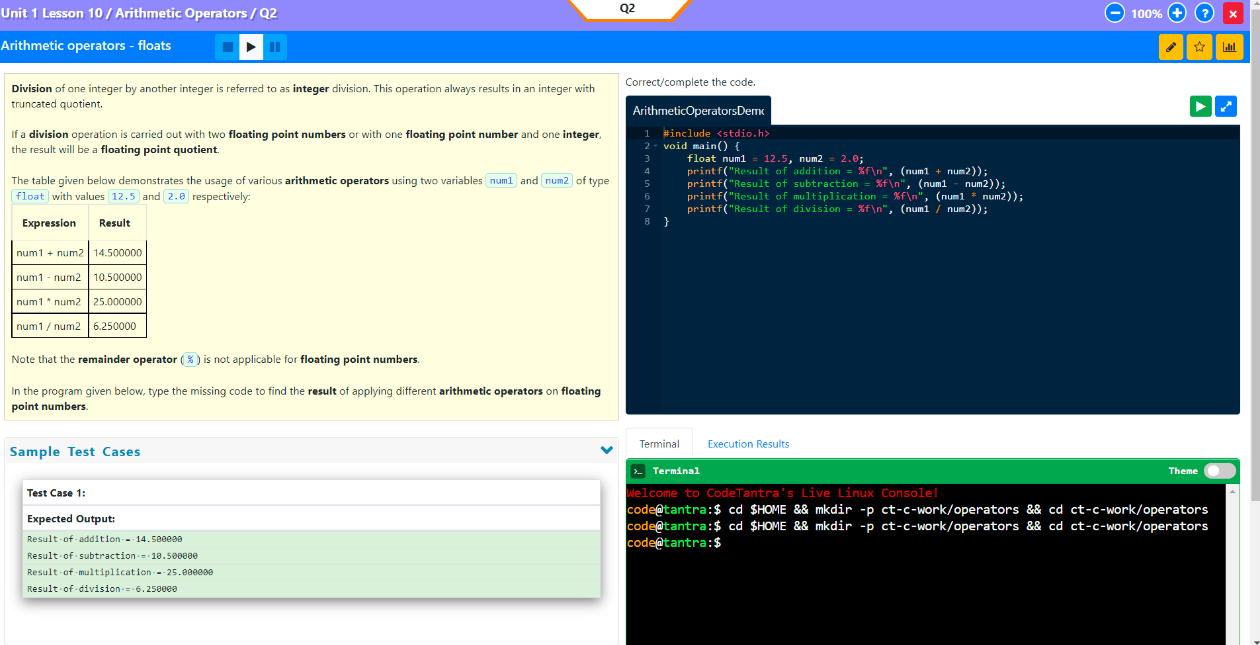 Unit 1 Lesson 10 / Arithmetic Operators / Q2
Q2
100%
Arithmetic operators - floats
Division of one integer by another integer is referred to as integer division. This operation always results in an integer with
truncated quotient.
If a division operation is carried out with two floating point numbers or with one floating point number and one integer,
the result will be a floating point quotient.
The table given below demonstrates the usage of various arithmetic operators using two variables num1 and num2 of type
float with values 12.5 and 2.0 respectively:
Expression Result
num1 + num2 14.500000
num1 - num2 10.500000
num1 * num2 25.000000
num1 / num2 6.250000
Note that the remainder operator (%) is not applicable for floating point numbers.
In the program given below, type the missing code to find the result of applying different arithmetic operators on floating
point numbers.
Sample Test Cases
Test Case 1:
Expected Output:
Result·of·addition·=·14.500000
Result·of·subtraction·=·10.500000
Result·of·multiplication·=·25.000000
Result·of·division·=·6.250000
Correct/complete the code.
ArithmeticOperatorsDem
1 #include <stdio.h>
2 void main() {
3 float num1 = 12.5, num2 = 2.0;
4 printf("Result of addition = %f\n", (num1 + num2));
5 printf("Result of subtraction = %f\n", (num1 - num2));
6 printf("Result of multiplication = %f\n", (num1 * num2));
7 printf("Result of division = %f\n", (num1 / num2));
8 }
Terminal Execution Results
Terminal Theme
Welcome to CodeTantra's Live Linux Console!
code@tantra:$ cd $HOME && mkdir -p ct-c-work/operators && cd ct-c-work/operators
code@tantra:$ cd $HOME && mkdir -p ct-c-work/operators && cd ct-c-work/operators
code@tantra:$